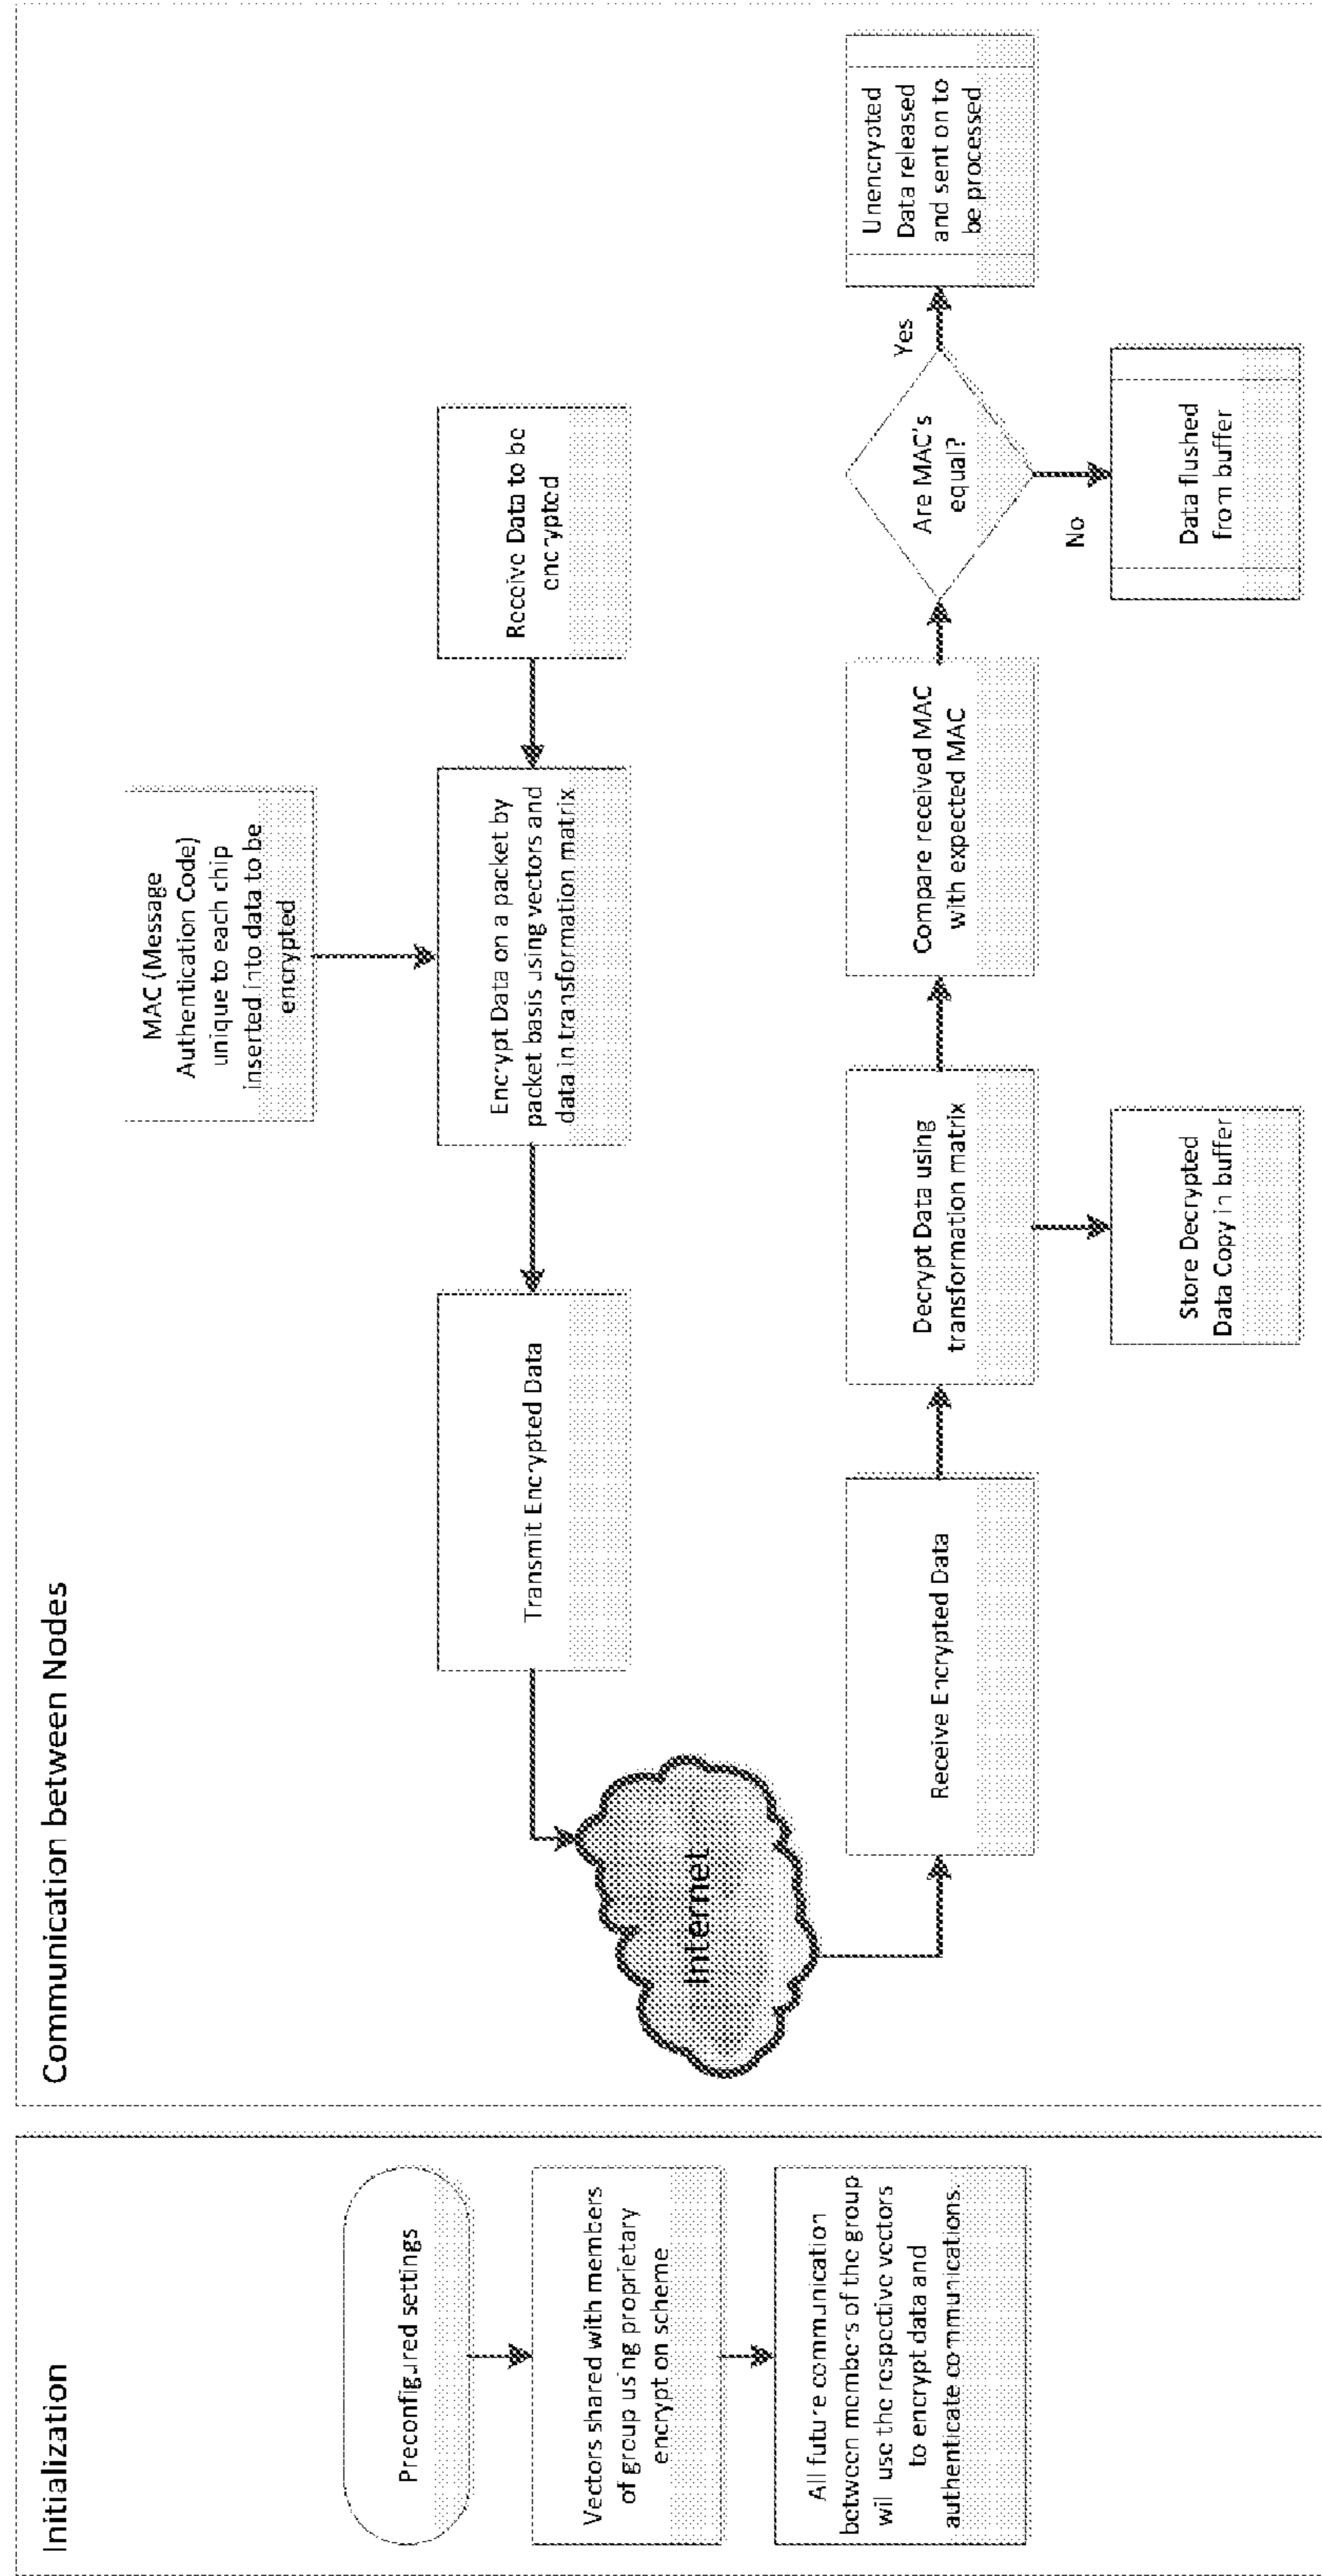 Initialization
Preconfigured settings
Vectors shared with members
of group using proprietary
encrypt on scheme
All future communication
between members of the group
wil use the respective vectors
to encrypt data and
authenticate communications.
Communication between Nodes
MAC (Message
Authentication Code)
unique to each chip
inserted into data to be
encrypted
Receive Data to be
encrypted
Encrypt Data on a packet by
packet basis using vectors and
data in transformation matrix
Transmit Encrypted Data
Internet
Receive Encrypted Data
Decrypt Data using
transformation matrix
Store Decrypted
Data Copy in buffer
Compare received MAC
with expected MAC
Are MAC's
equal?
Yes
No
Unencrypted
Data released
and sent on to
be processed
Data flushed
from buffer